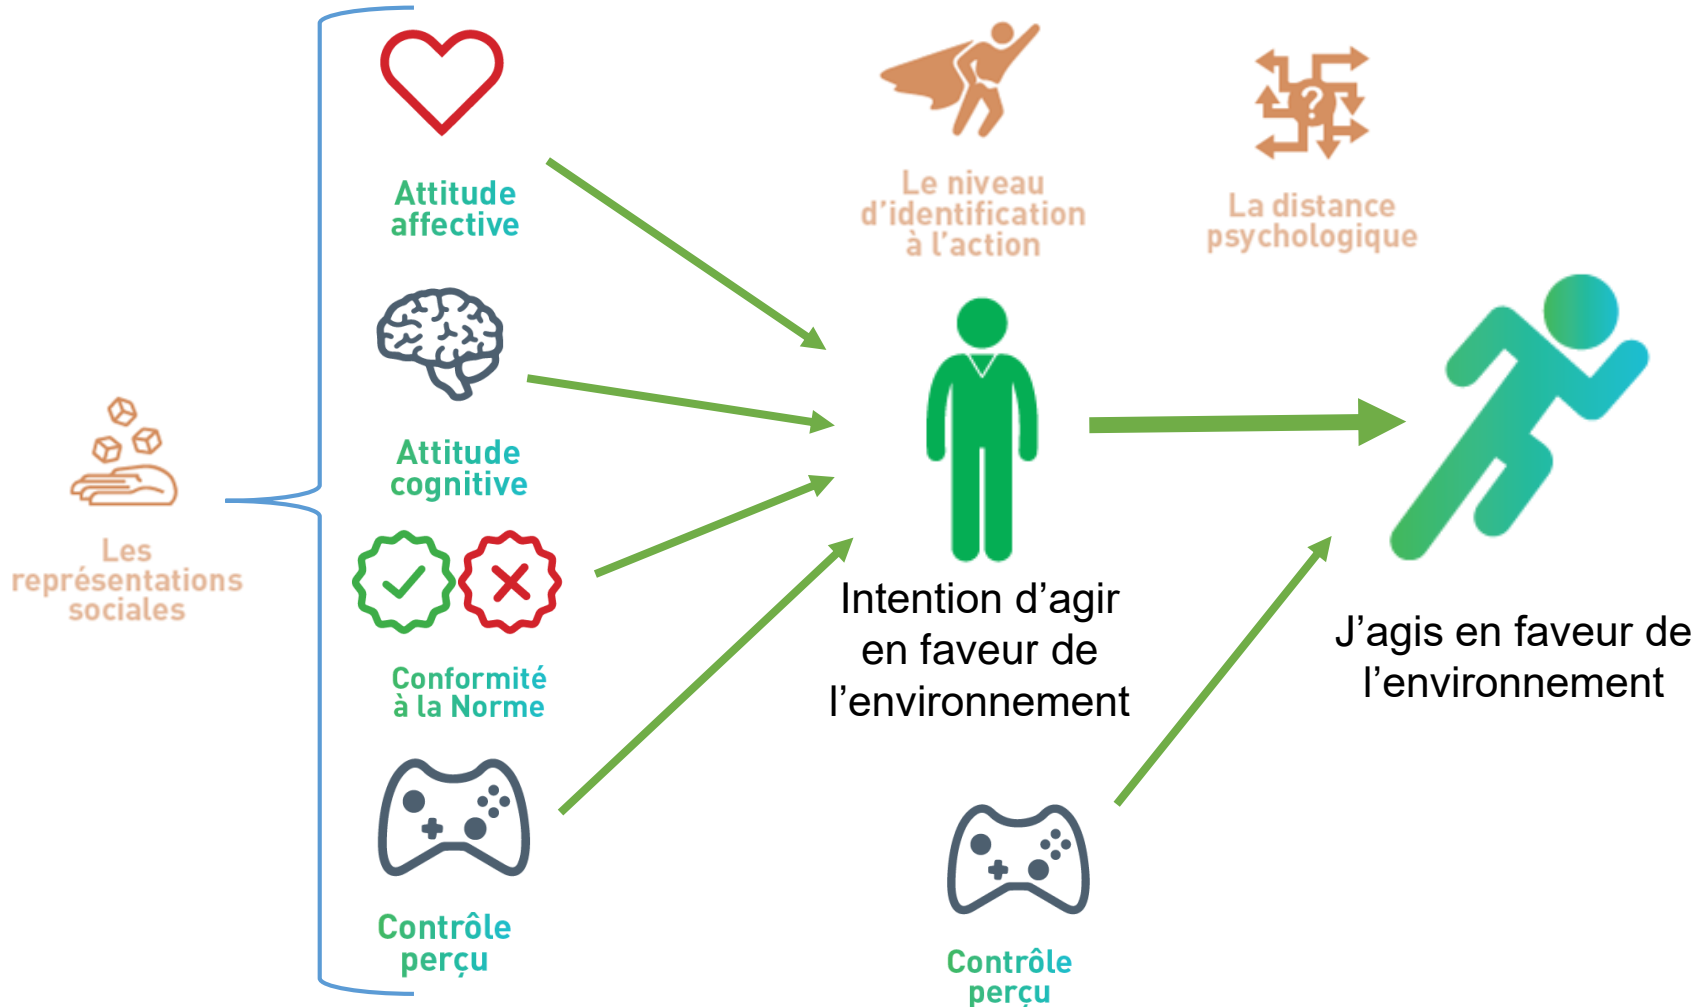 Attitude
affective
Attitude
cognitive
Les
représentations
sociales
Conformité
à la Norme
Contrôle
perçu
Le niveau
d’identification
à l’action
La distance
psychologique
?
Intention d’agir
en faveur de
l’environnement
J’agis en faveur de
l’environnement
Contrôle
perçu